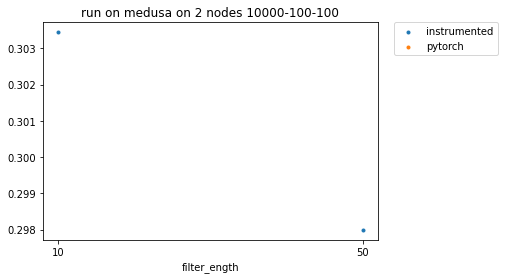 run on medusa on 2 nodes 10000-100-100
instrumented
pytorch
0.303
0.302
0.301
0.300
0.299
0.298
10
50
filter_ength